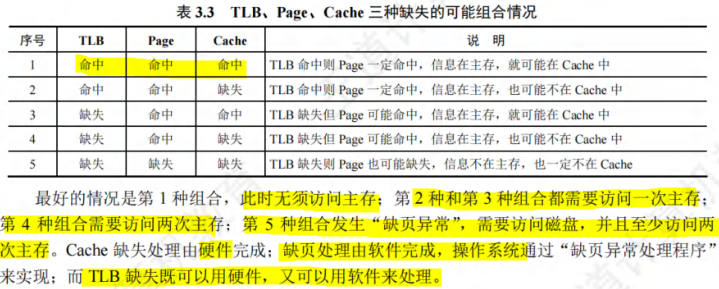 表 3.3 TLB、Page、Cache 三种缺失的可能组合情况
序号 TLB Page Cache 说 明
1 命中 命中 命中 TLB 命中则 Page 一定命中，信息在主存，就可能在 Cache 中
2 命中 命中 缺失 TLB 命中则 Page 一定命中，信息在主存，也可能不在 Cache 中
3 缺失 命中 命中 TLB 缺失但 Page 可能命中，信息在主存，就可能在 Cache 中
4 缺失 命中 缺失 TLB 缺失但 Page 可能命中，信息在主存，也可能不在 Cache 中
5 缺失 缺失 缺失 TLB 缺失则 Page 也可能缺失，信息不在主存，也一定不在 Cache
最好的情况是第 1 种组合，此时无须访问主存；第 2 种和第 3 种组合都需要访问一次主存；
第 4 种组合需要访问两次主存；第 5 种组合发生“缺页异常”，需要访问磁盘，并且至少访问两
次主存。Cache 缺失处理由硬件完成；缺页处理由软件完成，操作系统通过“缺页异常处理程序”
来实现；而 TLB 缺失既可以用硬件，又可以用软件来处理。